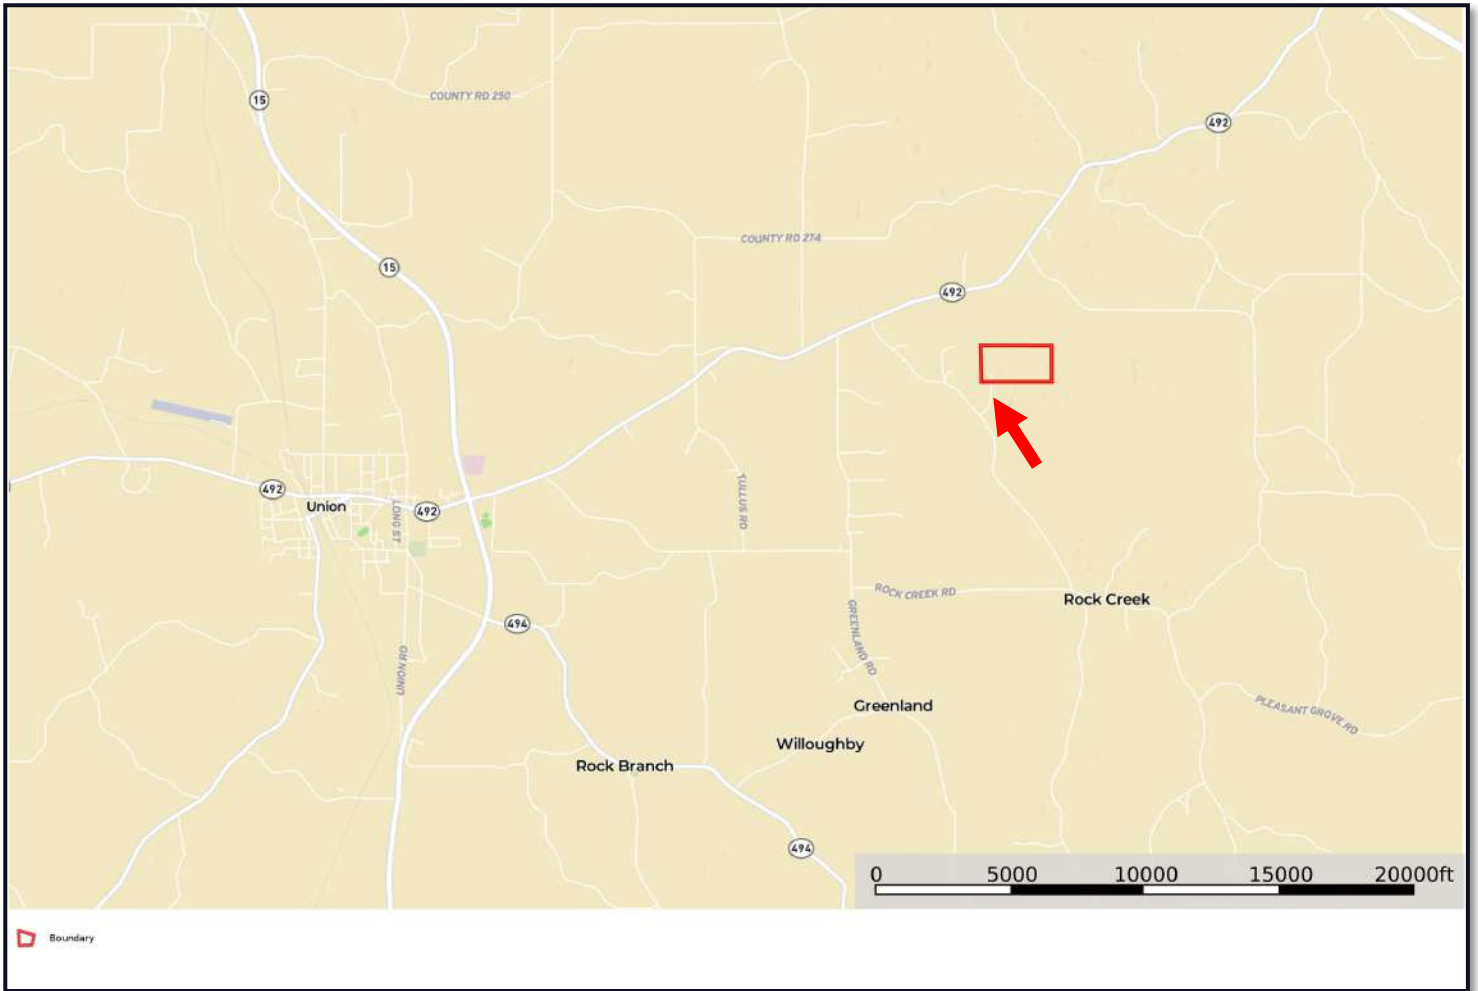 COUNTY RD 250
15
492
COUNTY RD 274
15
492
492
Union
LONG ST
492
TULLUS RD
ROCK CREEK RD
Rock Creek
494
GREENLAND RD
UNION RD
Greenland
PLEASANT GROVE RD
Willoughby
Rock Branch
494
0 5000 10000 15000 20000ft
Boundary